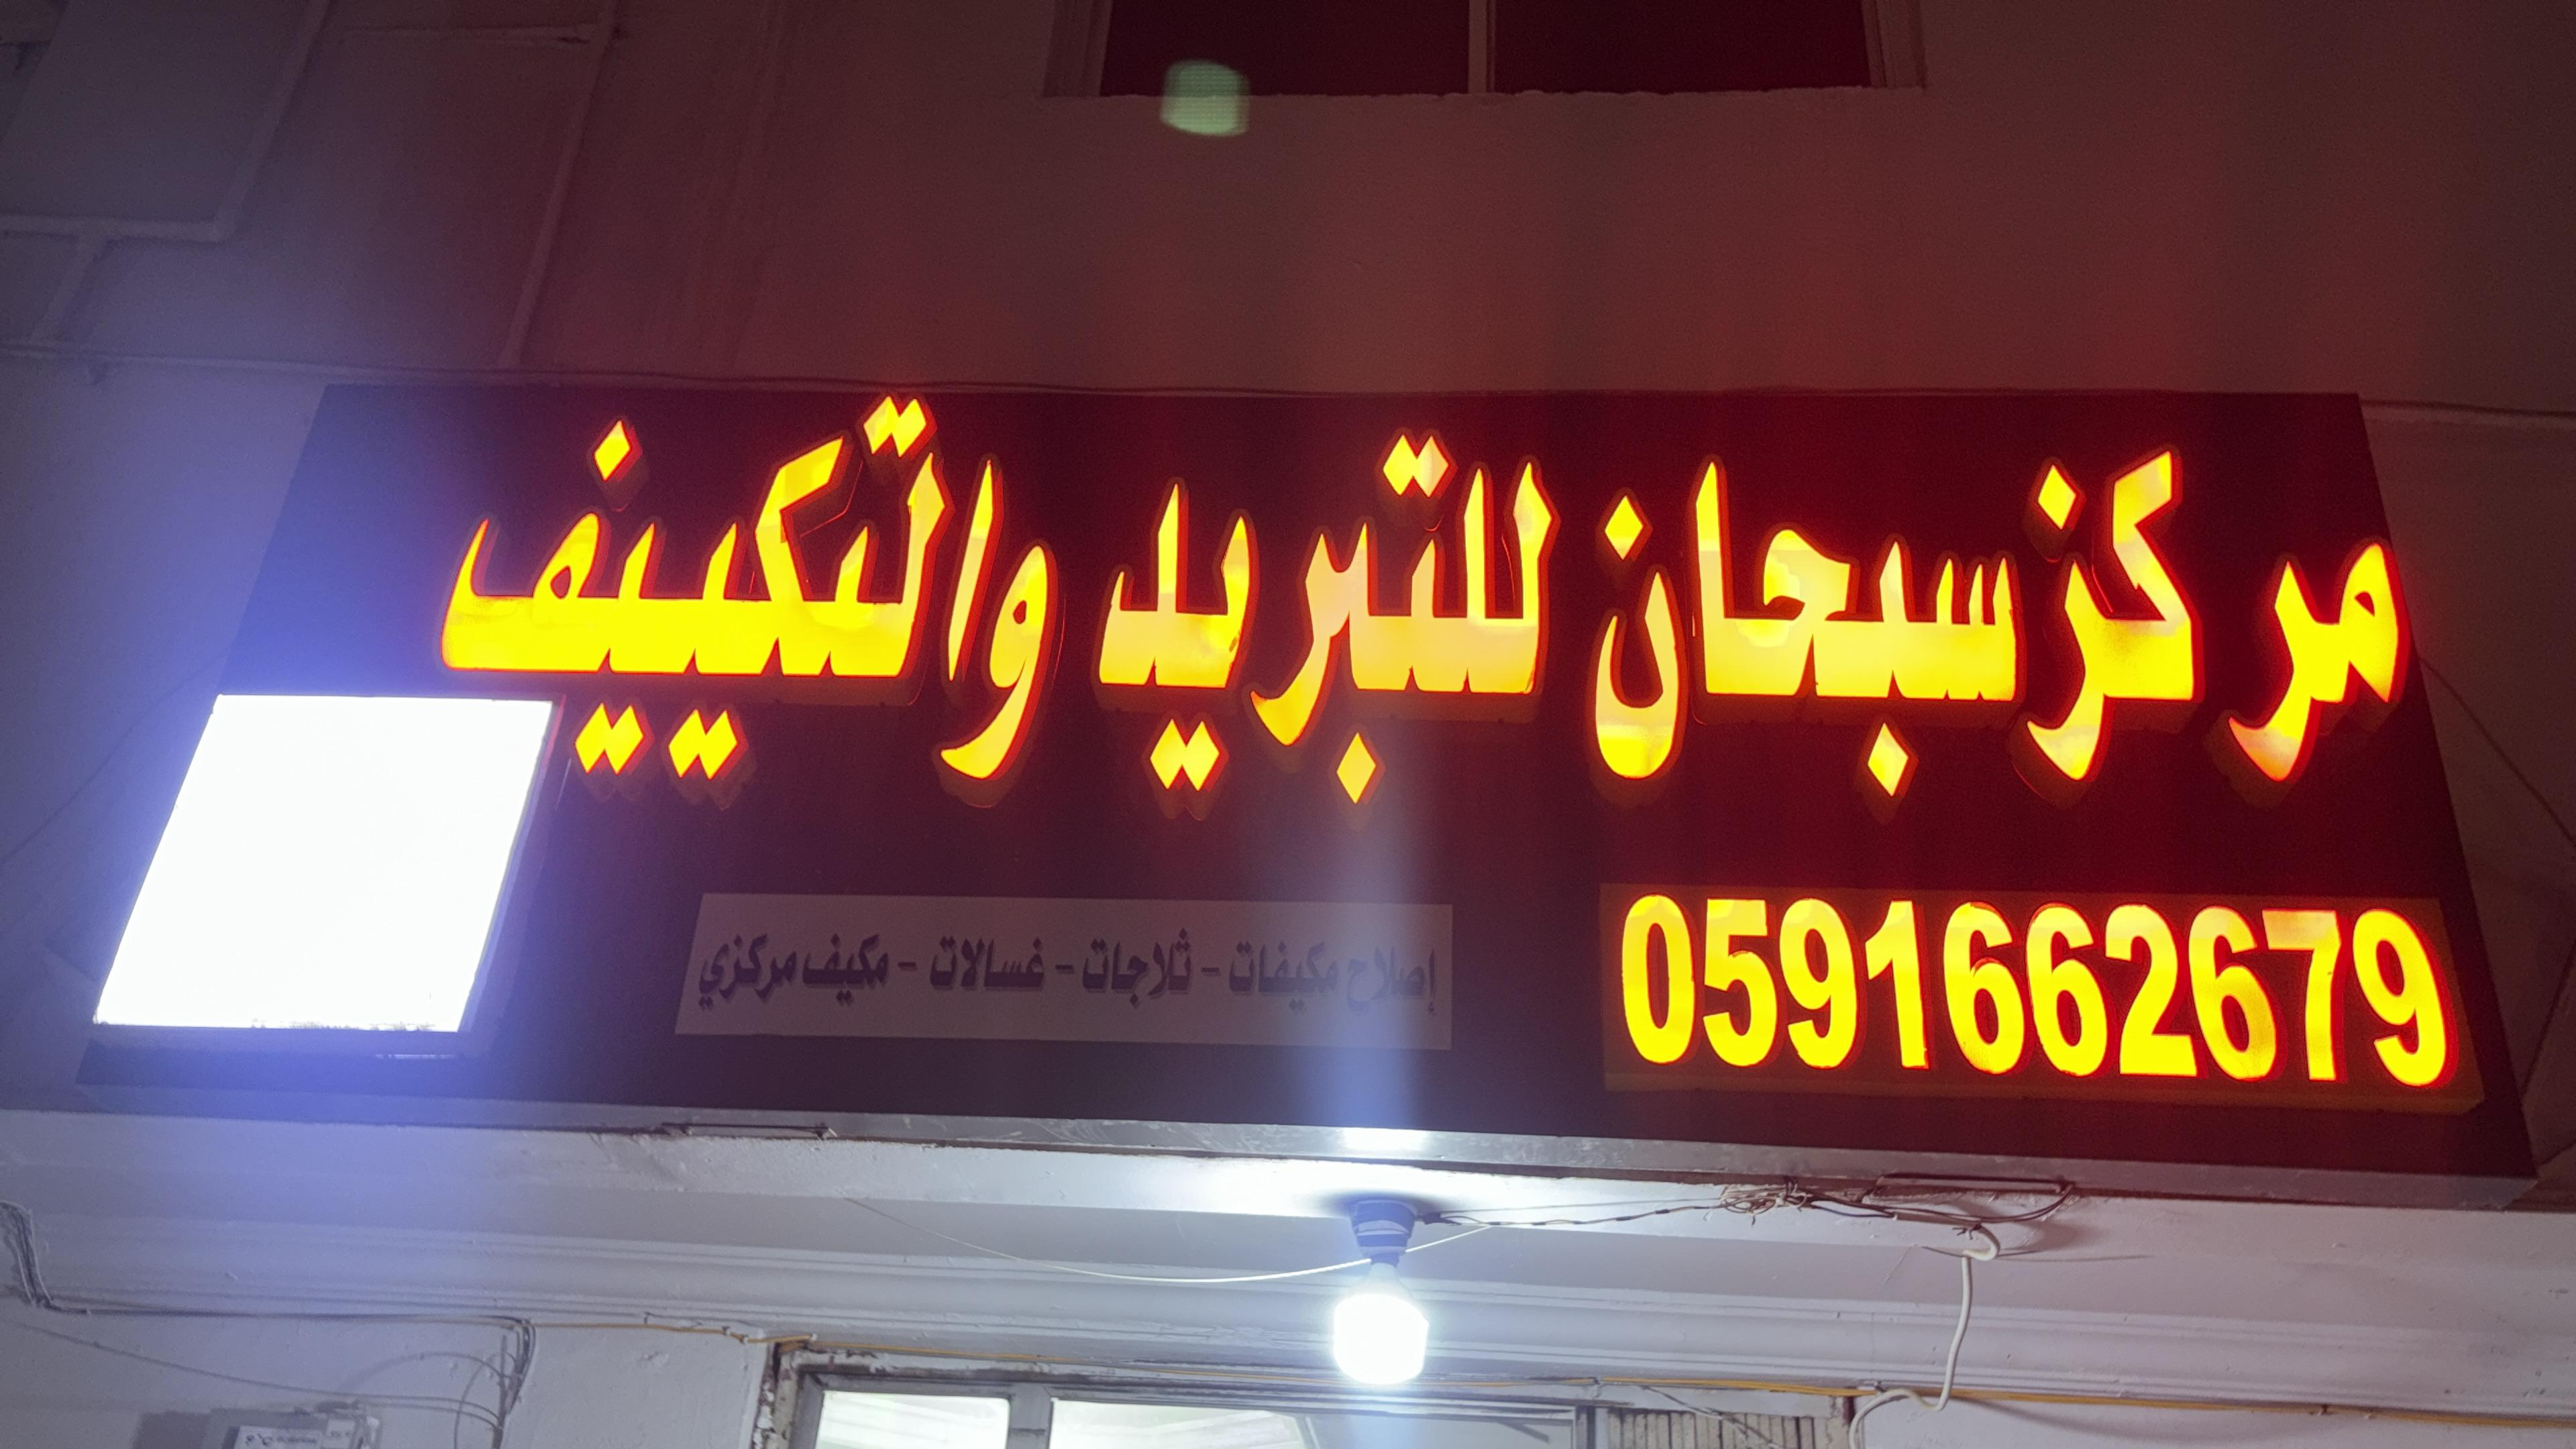 مركز سبحان للتبريد والتكييف
إصلاح مكيفات - ثلاجات - غسالات - مكيف مركزي
0591662679